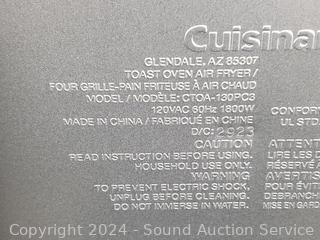 Cuisinar
GLENDALE, AZ 85307
TOAST OVEN AIR FRYER /
FOUR GRILLE-PAIN FRITEUSE À AIR CHAUD
MODEL / MODÈLE: CTOA-130PC3
120VAC 60Hz 1800W
MADE IN CHINA / FABRIQUÉ EN CHINE
D/C: 2923
CAUTION
READ INSTRUCTION BEFORE USING.
HOUSEHOLD USE ONLY.
WARNING
TO PREVENT ELECTRIC SHOCK,
UNPLUG BEFORE CLEANING.
DO NOT IMMERSE IN WATER.
CONFOR
UL STD.
ATTENT
LIRE LES D
RÉSERVÉ A
AVERTIS
POUR ÉVIT
DEBRANCH
MISE EN GARD
Copyright 2024 - Sound Auction Service